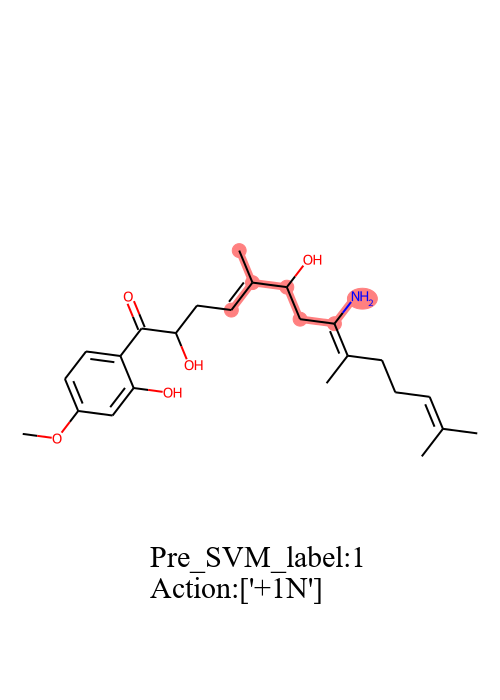 OH
NH2
O
OH
OH
O
Pre_SVM_label:1
Action:['+1N']